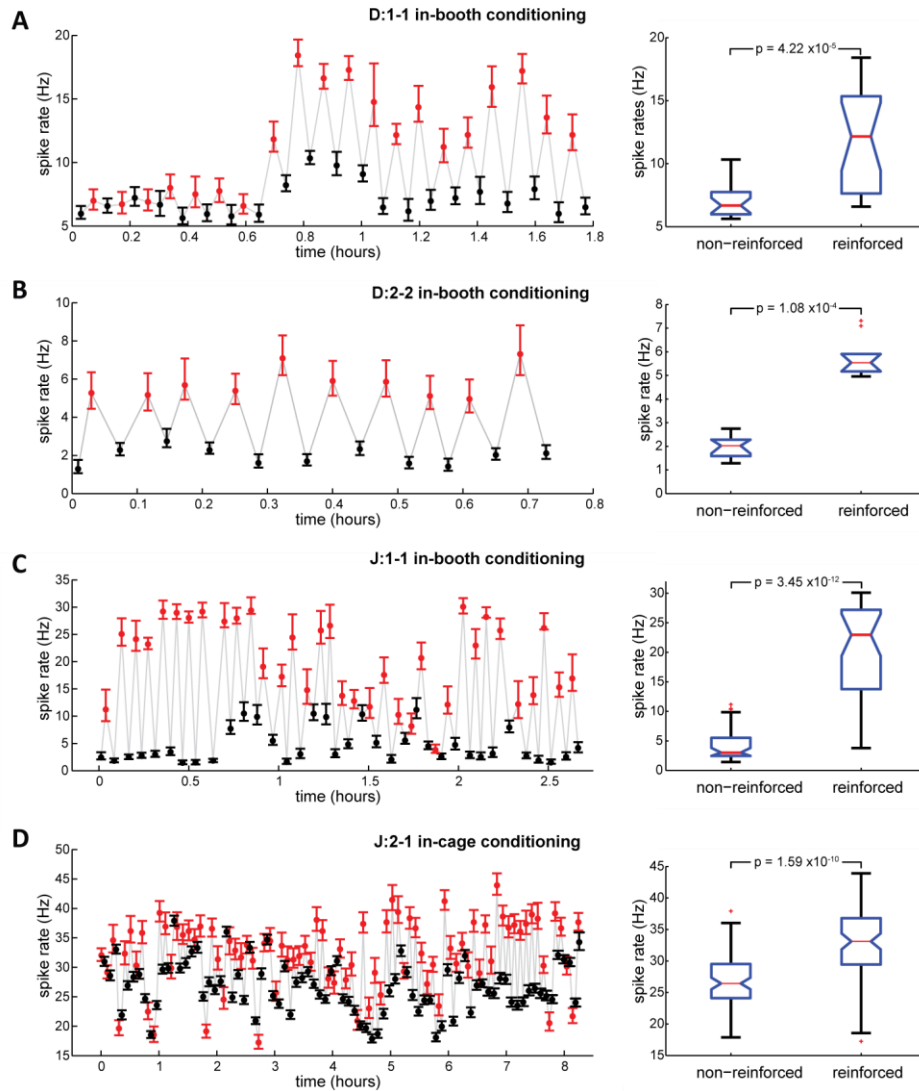 A
D:1-1 in-booth conditioning
spike rate (Hz)
20
15
10
5
0 0.2 0.4 0.6 0.8 1 1.2 1.4 1.6 1.8
time (hours)
spike rates (Hz)
20
15
10
5
p = 4.22 x10-5
non-reinforced reinforced
B
D:2-2 in-booth conditioning
spike rate (Hz)
10
8
6
4
2
0
0 0.1 0.2 0.3 0.4 0.5 0.6 0.7 0.8
time (hours)
spike rate (Hz)
8
7
6
5
4
3
2
1
0
p = 1.08 x10-4
non-reinforced reinforced
C
J:1-1 in-booth conditioning
spike rate (Hz)
35
30
25
20
15
10
5
0
0 0.5 1 1.5 2 2.5
time (hours)
spike rate (Hz)
30
25
20
15
10
5
0
p = 3.45 x10-12
non-reinforced reinforced
D
J:2-1 in-cage conditioning
spike rate (Hz)
50
45
40
35
30
25
20
15
0 1 2 3 4 5 6 7 8
time (hours)
spike rate (Hz)
45
40
35
30
25
20
15
p = 1.59 x10-10
non-reinforced reinforced